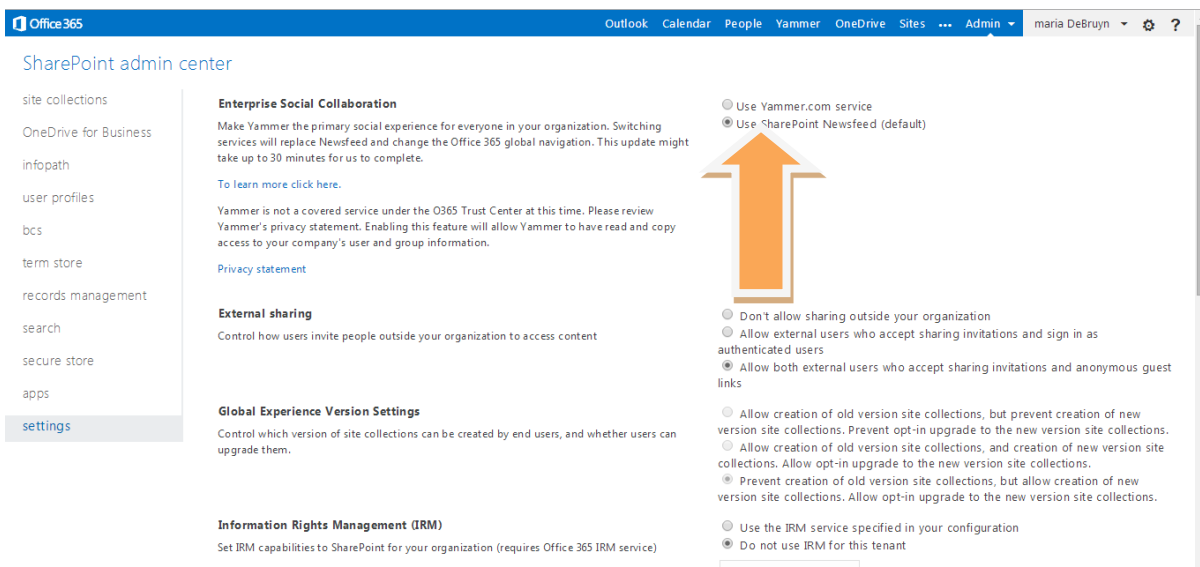 Office 365
Outlook Calendar People Yammer OneDrive Sites ••• Admin maria DeBruyn ?
SharePoint admin center
site collections
OneDrive for Business
infopath
user profiles
bcs
term store
records management
search
secure store
apps
settings
Enterprise Social Collaboration
Make Yammer the primary social experience for everyone in your organization. Switching
services will replace Newsfeed and change the Office 365 global navigation. This update might
take up to 30 minutes for us to complete.
To learn more click here.
Yammer is not a covered service under the O365 Trust Center at this time. Please review
Yammer's privacy statement. Enabling this feature will allow Yammer to have read and copy
access to your company's user and group information.
Privacy statement
Use Yammer.com service
Use SharePoint Newsfeed (default)
External sharing
Control how users invite people outside your organization to access content
Don't allow sharing outside your organization
Allow external users who accept sharing invitations and sign in as
authenticated users
Allow both external users who accept sharing invitations and anonymous guest
links
Global Experience Version Settings
Control which version of site collections can be created by end users, and whether users can
upgrade them.
Allow creation of old version site collections, but prevent creation of new
version site collections. Prevent opt-in upgrade to the new version site collections.
Allow creation of old version site collections, and creation of new version site
collections. Allow opt-in upgrade to the new version site collections.
Prevent creation of old version site collections, but allow creation of new
version site collections. Allow opt-in upgrade to the new version site collections.
Information Rights Management (IRM)
Set IRM capabilities to SharePoint for your organization (requires Office 365 IRM service)
Use the IRM service specified in your configuration
Do not use IRM for this tenant